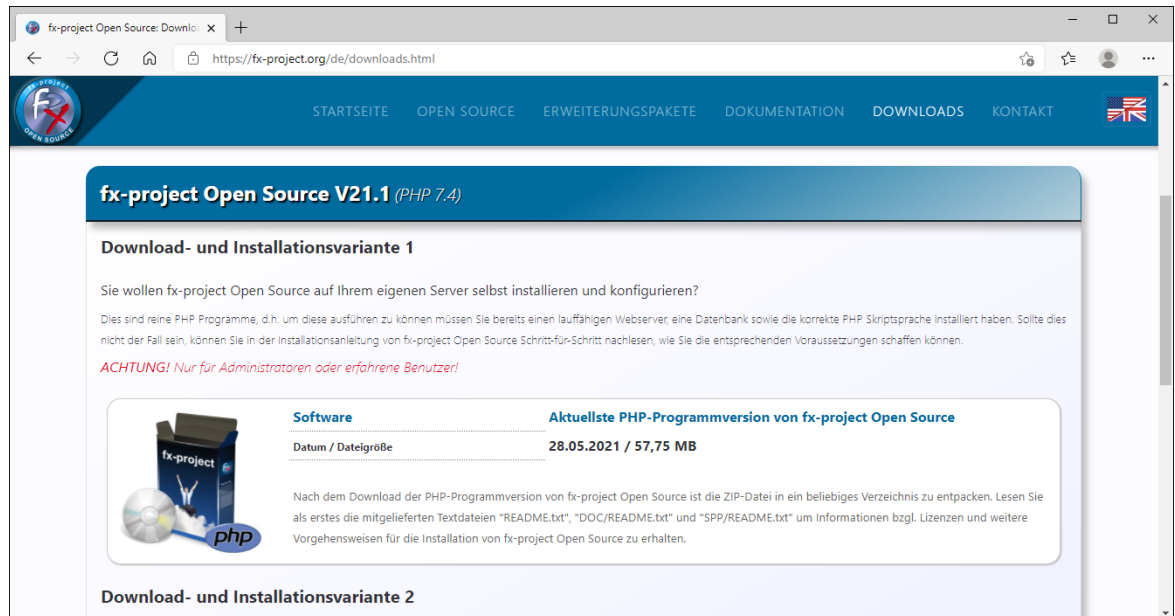 fx-project Open Source: Downlo
https://fx-project.org/de/downloads.html
fx-project
OPEN SOURCE
STARTSEITE OPEN SOURCE ERWEITERUNGSPAKETE DOKUMENTATION DOWNLOADS KONTAKT
fx-project Open Source V21.1 (PHP 7.4)
Download- und Installationsvariante 1
Sie wollen fx-project Open Source auf Ihrem eigenen Server selbst installieren und konfigurieren?
Dies sind reine PHP Programme, d.h. um diese ausführen zu können müssen Sie bereits einen lauffähigen Webserver, eine Datenbank sowie die korrekte PHP Skriptsprache installiert haben. Sollte dies
nicht der Fall sein, können Sie in der Installationsanleitung von fx-project Open Source Schritt-für-Schritt nachlesen, wie Sie die entsprechenden Voraussetzungen schaffen können.
ACHTUNG! Nur für Administratoren oder erfahrene Benutzer!
fx-project
php
Software Aktuellste PHP-Programmversion von fx-project Open Source
Datum / Dateigröße 28.05.2021 / 57,75 MB
Nach dem Download der PHP-Programmversion von fx-project Open Source ist die ZIP-Datei in ein beliebiges Verzeichnis zu entpacken. Lesen Sie
als erstes die mitgelieferten Textdateien "README.txt", "DOC/README.txt" und "SPP/README.txt" um Informationen bzgl. Lizenzen und weitere
Vorgehensweisen für die Installation von fx-project Open Source zu erhalten.
Download- und Installationsvariante 2